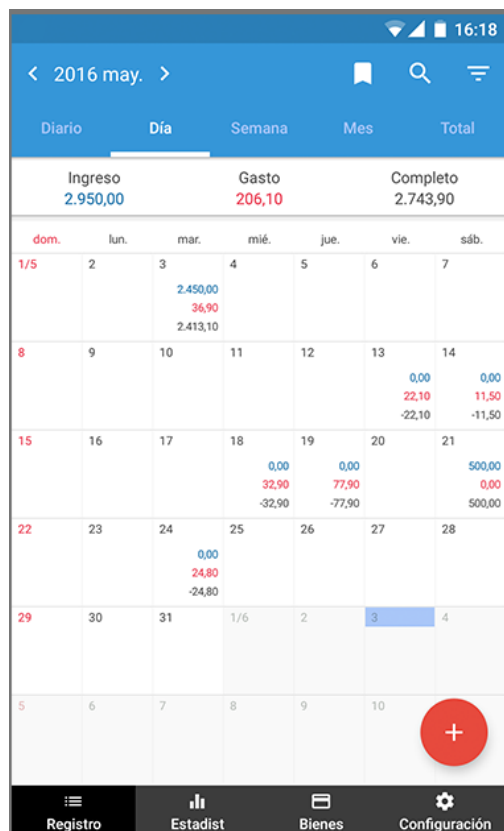 16:18
< 2016 may. >
Diario Día Semana Mes Total
Ingreso Gasto Completo
2.950,00 206,10 2.743,90
dom. lun. mar. mié. jue. vie. sáb.
1/5 2 3 4 5 6 7
2.450,00
36,90
2.413,10
8 9 10 11 12 13 14
0,00 0,00
22,10 11,50
-22,10 -11,50
15 16 17 18 19 20 21
0,00 0,00 500,00
32,90 77,90 0,00
-32,90 -77,90 500,00
22 23 24 25 26 27 28
0,00
24,80
-24,80
29 30 31 1/6 2 3 4
5 6 7 8 9 10
+
Registro Estadist Bienes Configuración